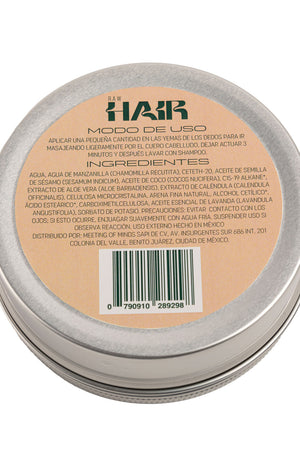 RAW
HAIR
MODO DE USO
APLICAR UNA PEQUEÑA CANTIDAD EN LAS YEMAS DE LOS DEDOS PARA IR
MASAJEANDO LIGERAMENTE POR EL CUERO CABELLUDO, DEJAR ACTUAR 3
MINUTOS Y DESPUÉS LAVAR CON SHAMPOO.
INGREDIENTES
AGUA, AGUA DE MANZANILLA (CHAMOMILLA RECUTITA), CETETH-20, ACEITE DE SEMILLA
DE SÉSAMO (SESAMUM INDICUM), ACEITE DE COCO (COCOS NUCIFERA), C15-19 ALKANE,
EXTRACTO DE ALOE VERA (ALOE BARBADENSIS), EXTRACTO DE CALÉNDULA (CALÉNDULA
OFFICINALIS), CELULOSA MICROCRISTALINA, ARENA FINA NATURAL, ALCOHOL CETÍLICO,
ÁCIDO ESTEÁRICO, CARBOXIMETILCELULOSA, ACEITE ESENCIAL DE LAVANDA (LAVANDULA
ANGUSTIFOLIA), SORBATO DE POTASIO. PRECAUCIONES: EVITAR CONTACTO CON LOS
OJOS; SI ESTO OCURRE, ENJUAGAR SUAVEMENTE CON AGUA FRÍA. SUSPENDER USO SI
OBSERVA REACCIÓN. USO EXTERNO HECHO EN MÉXICO
DISTRIBUIDO POR: MEETING OF MINDS SAPI DE CV, AV. INSURGENTES SUR 686 INT. 201
COLONIA DEL VALLE, BENITO JUÁREZ, CIUDAD DE MÉXICO.
0 790910 289298